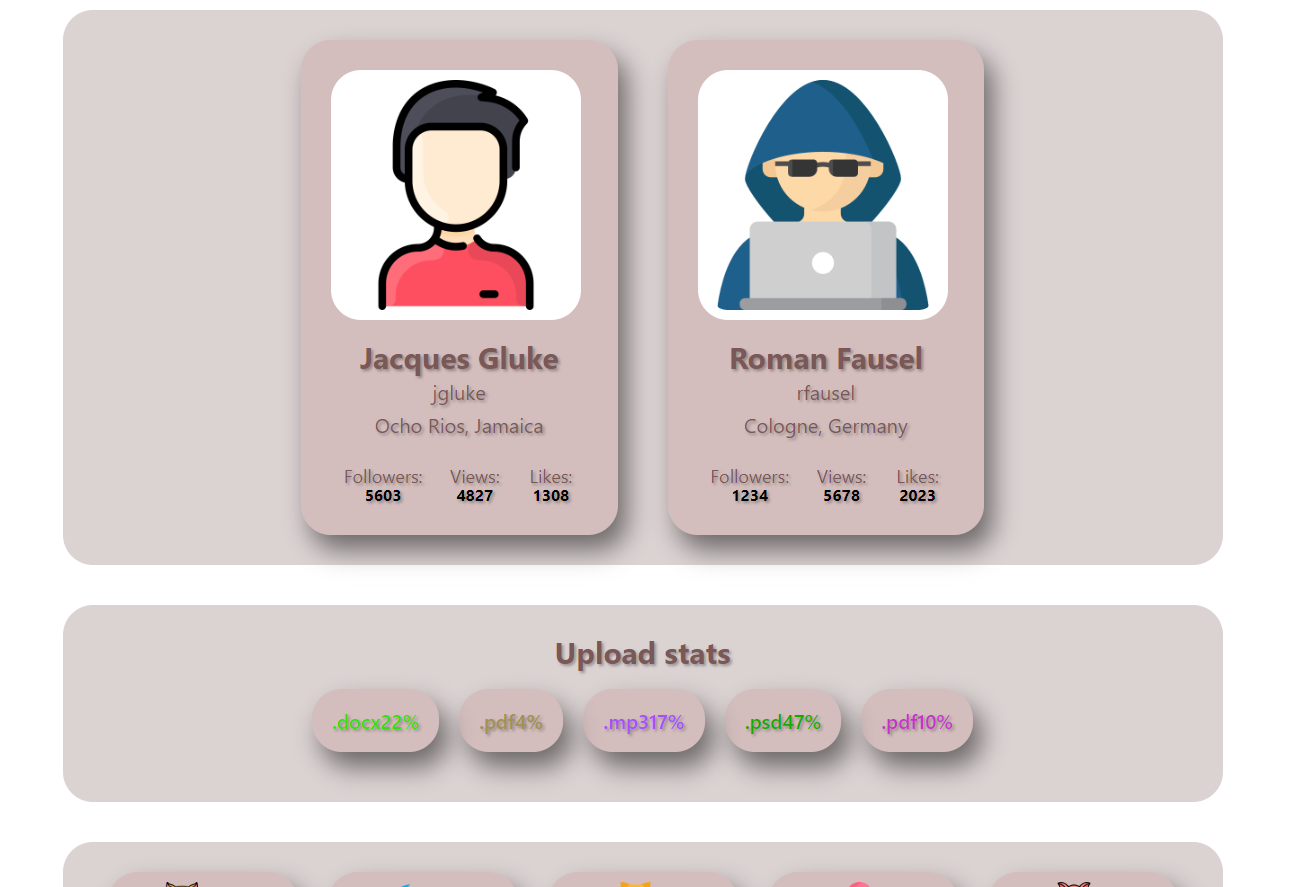 Jacques Gluke
jgluke
Ocho Rios, Jamaica
Followers: Views: Likes:
5603 4827 1308
Roman Fausel
rfausel
Cologne, Germany
Followers: Views: Likes:
1234 5678 2023
Upload stats
.docx22% .pdf4% .mp317% .psd47% .pdf10%